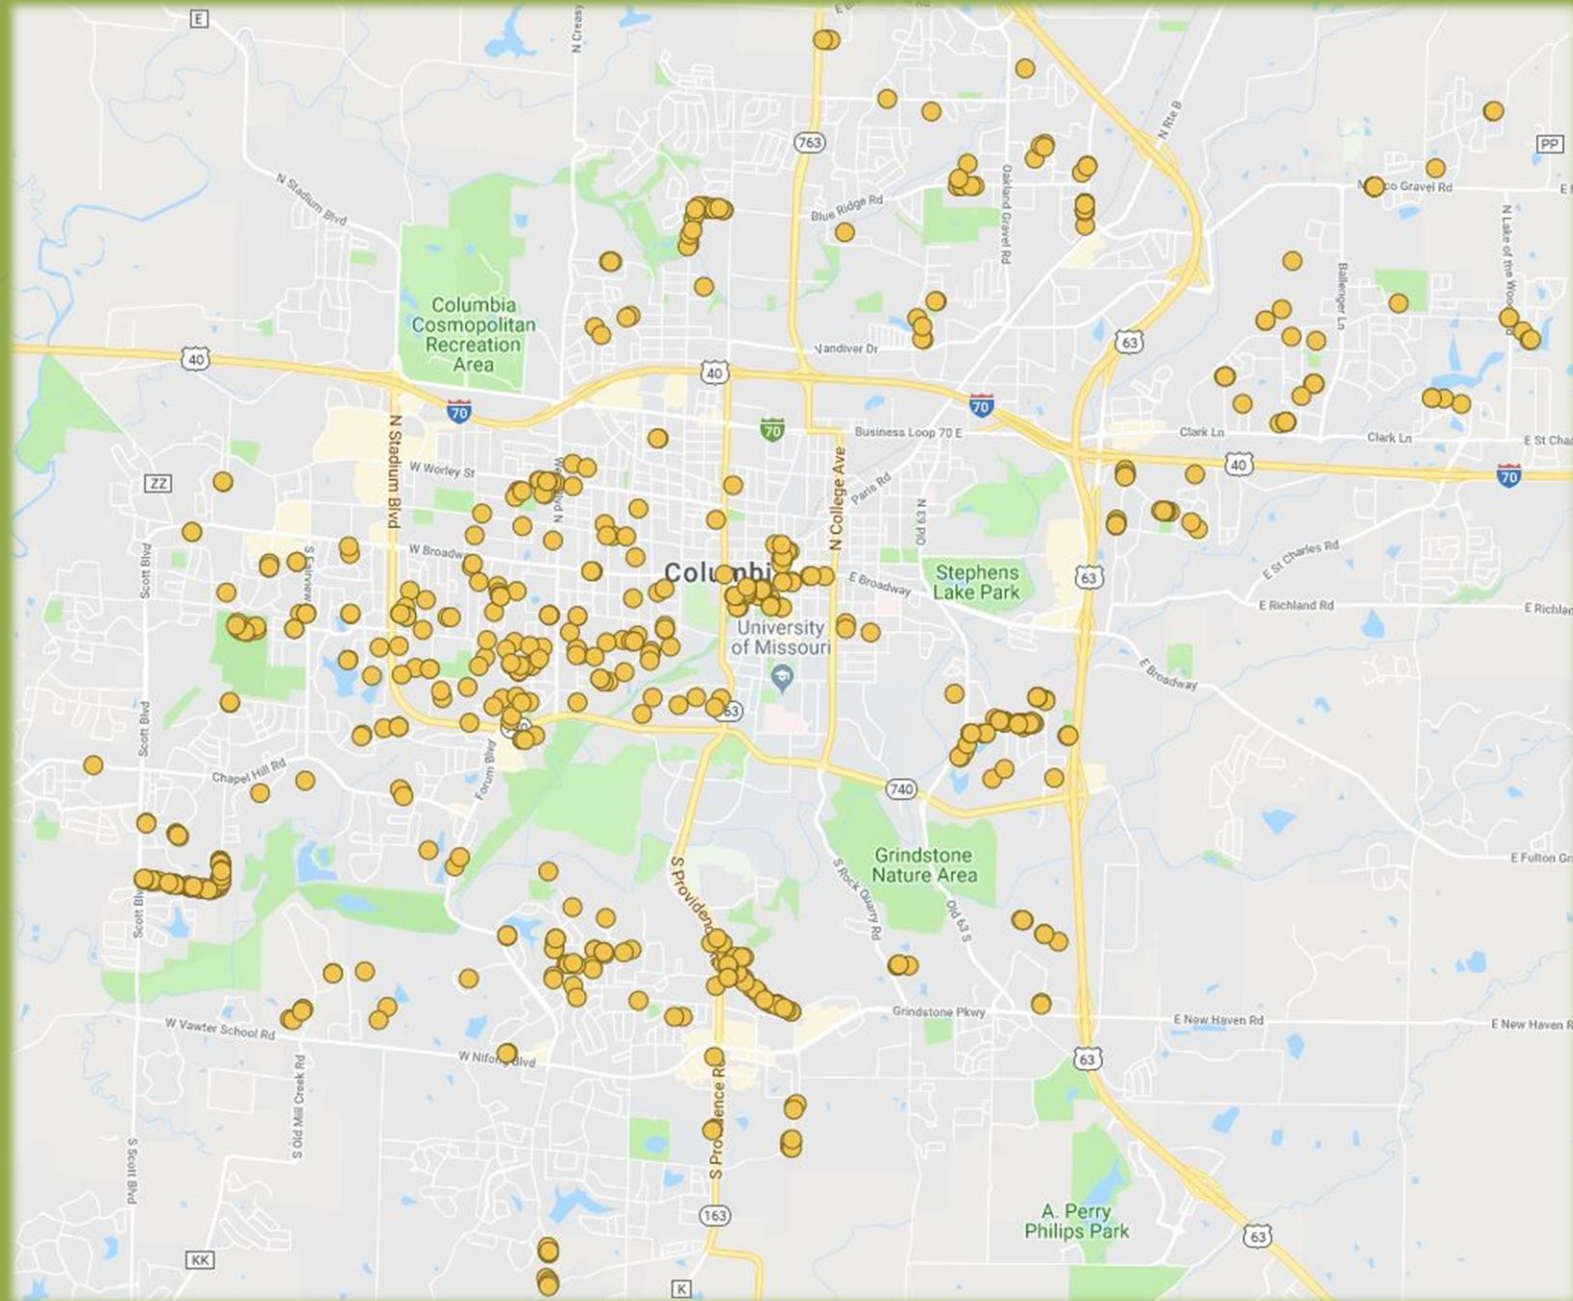 E
N Creasy
PP
763
N Rte B
N Stadium Blvd
Oakland Gravel Rd
Blue Ridge Rd
Gravel Rd
N Lake of the
Ballenger Ln
Columbia
Cosmopolitan
Recreation
Area
63
Vandiver Dr
40
40
70
70
70
Business Loop 70 E
Clark Ln
Clark Ln
E St Cha
N Stadium Blvd
W Worley St
N College Ave
Paris Rd
40
70
ZZ
Old 63 N
E St Charles Rd
Scott Blvd
W Broadw
Columbi
E Broadway
Stephens
Lake Park
63
E Richland Rd
E Richlan
University
of Missouri
E Broadway
63
Scott Blvd
Forum Blvd
Chapel Hill Rd
740
E Fulton Gr
Grindstone
Nature Area
S Rock Quarry Rd
Old 63 S
S Providen
Scott Blv
Grindstone Pkwy
E New Haven Rd
E New Haven R
W Vawter School Rd
W Nifong Blvd
63
S Old Mill Creek Rd
S Providence Rd
S Scott Blvd
163
A. Perry
Philips Park
63
KK
K